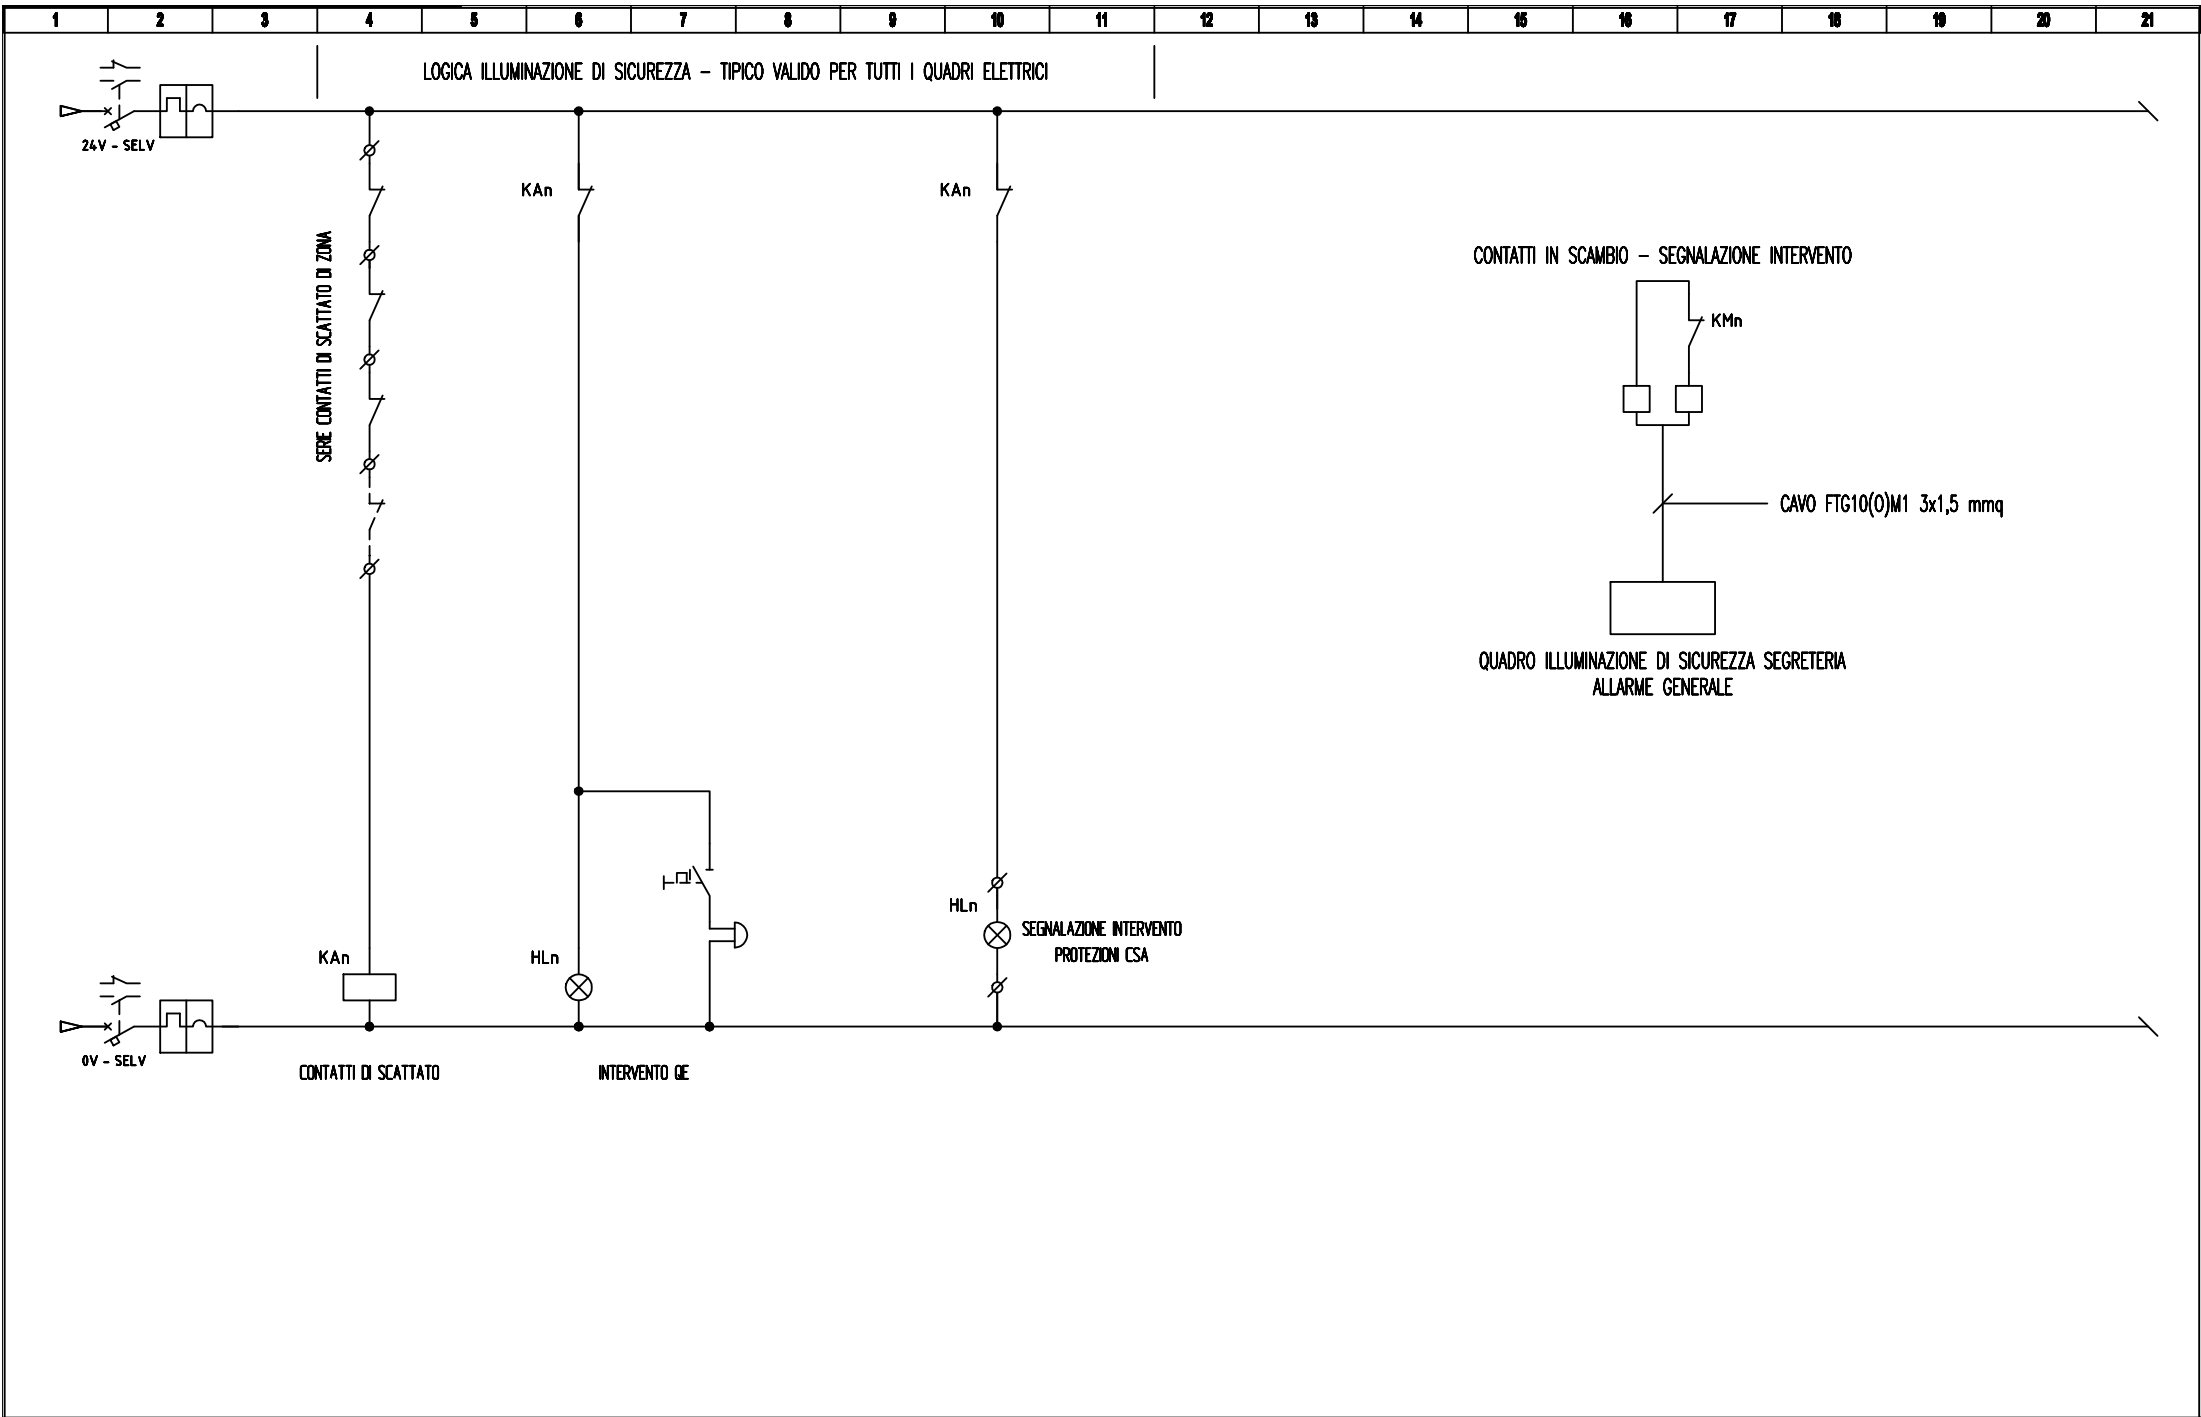 1 2 3 4 5 6 7 8 9 10 11 12 13 14 15 16 17 18 19 20 21
LOGICA ILLUMINAZIONE DI SICUREZZA – TIPICO VALIDO PER TUTTI I QUADRI ELETTRICI
24V - SELV
KAn
KAn
SERIE CONTATTI DI SCATTATO DI ZONA
CONTATTI IN SCAMBIO – SEGNALAZIONE INTERVENTO
KMn
CAVO FTG10(O)M1 3x1,5 mmq
QUADRO ILLUMINAZIONE DI SICUREZZA SEGRETERIA
ALLARME GENERALE
HLn
SEGNALAZIONE INTERVENTO
PROTEZIONI CSA
KAn
HLn
0V - SELV
CONTATTI DI SCATTATO
INTERVENTO QE